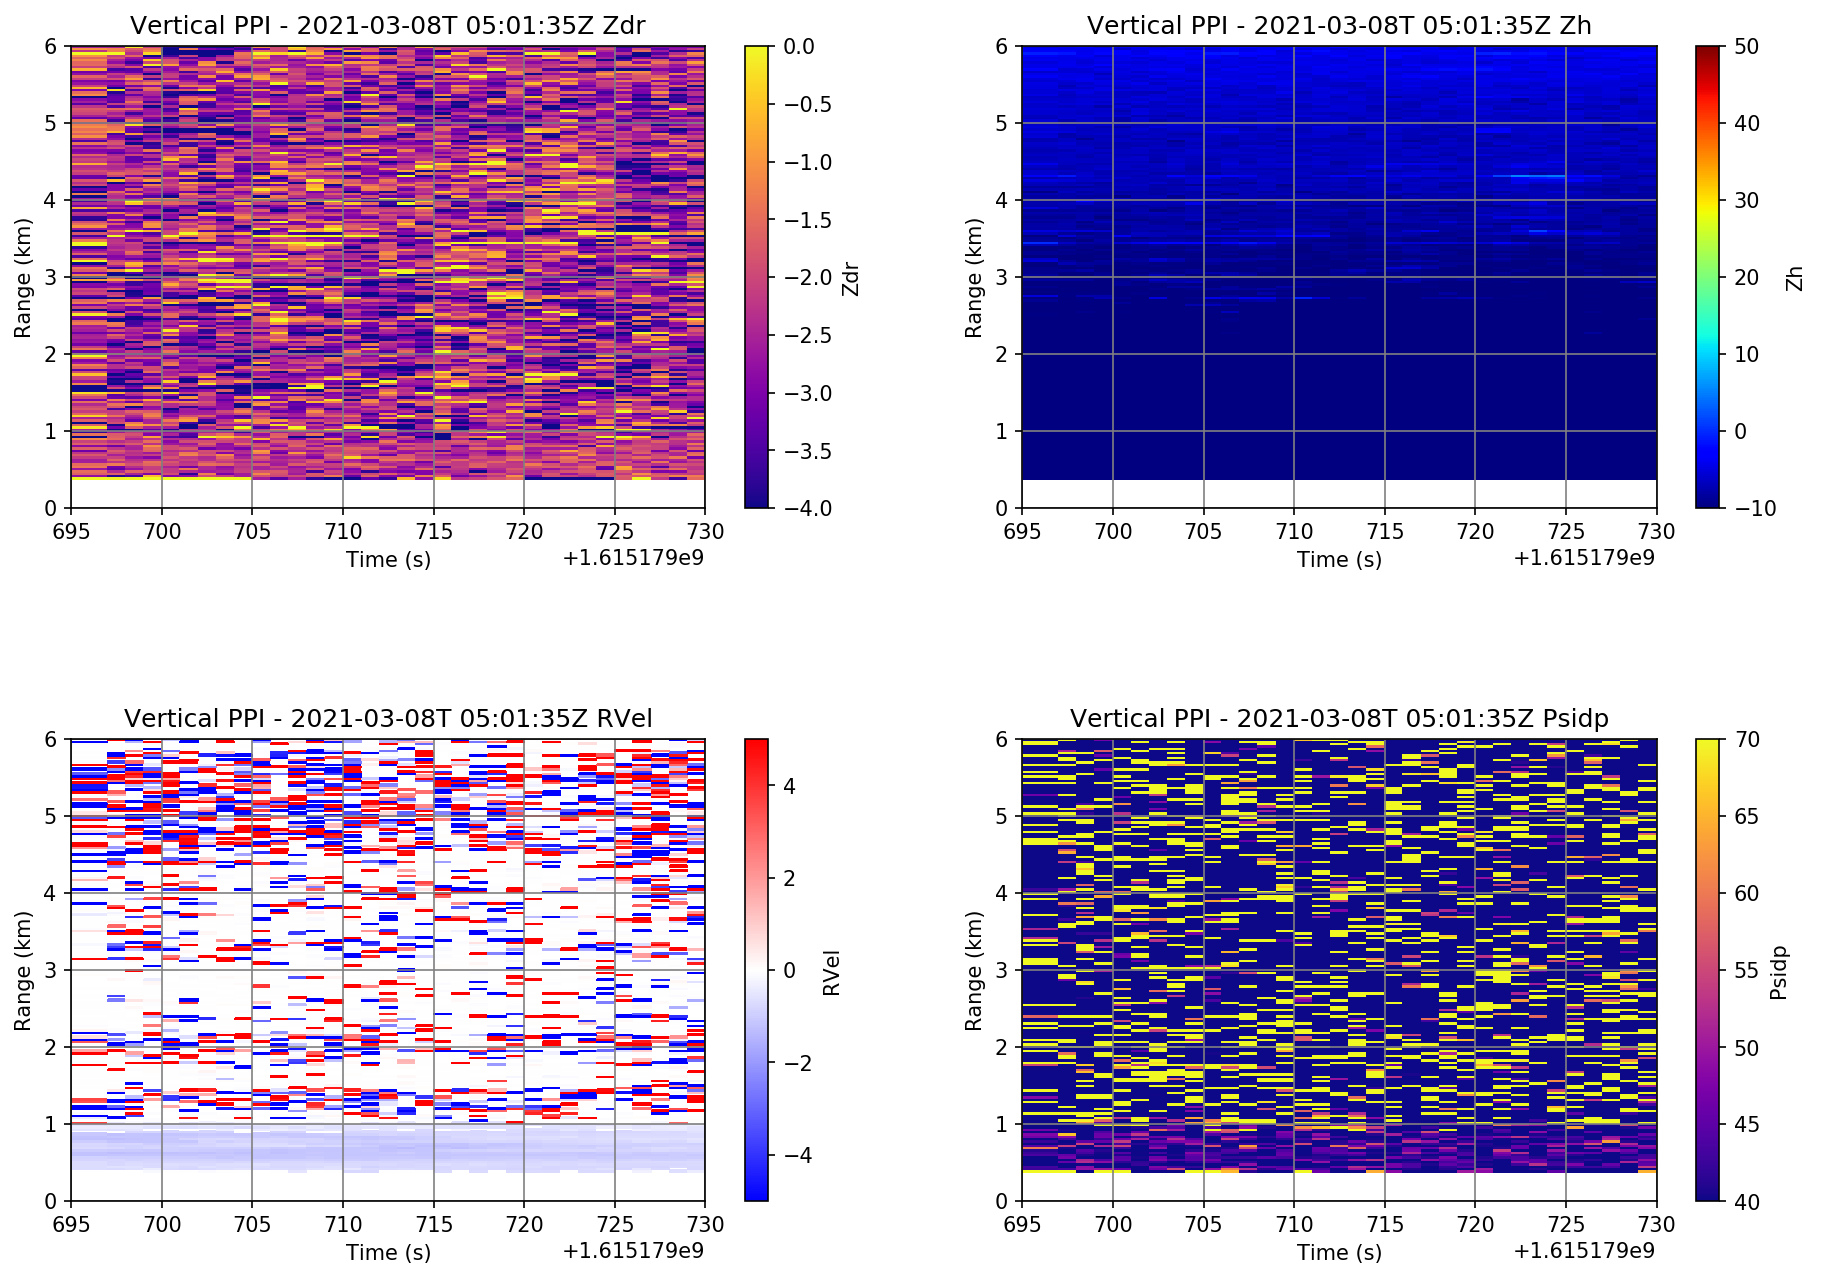 Vertical PPI - 2021-03-08T 05:01:35Z Zdr
6
5
4
3
2
1
0
Range (km)
695 700 705 710 715 720 725 730
Time (s)
+1.615179e9
0.0
−0.5
−1.0
−1.5
−2.0
−2.5
−3.0
−3.5
−4.0
Zdr
Vertical PPI - 2021-03-08T 05:01:35Z Zh
6
5
4
3
2
1
0
Range (km)
695 700 705 710 715 720 725 730
Time (s)
+1.615179e9
50
40
30
20
10
0
−10
Zh
Vertical PPI - 2021-03-08T 05:01:35Z RVel
6
5
4
3
2
1
0
Range (km)
695 700 705 710 715 720 725 730
Time (s)
+1.615179e9
4
2
0
−2
−4
RVel
Vertical PPI - 2021-03-08T 05:01:35Z Psidp
6
5
4
3
2
1
0
Range (km)
695 700 705 710 715 720 725 730
Time (s)
+1.615179e9
70
65
60
55
50
45
40
Psidp